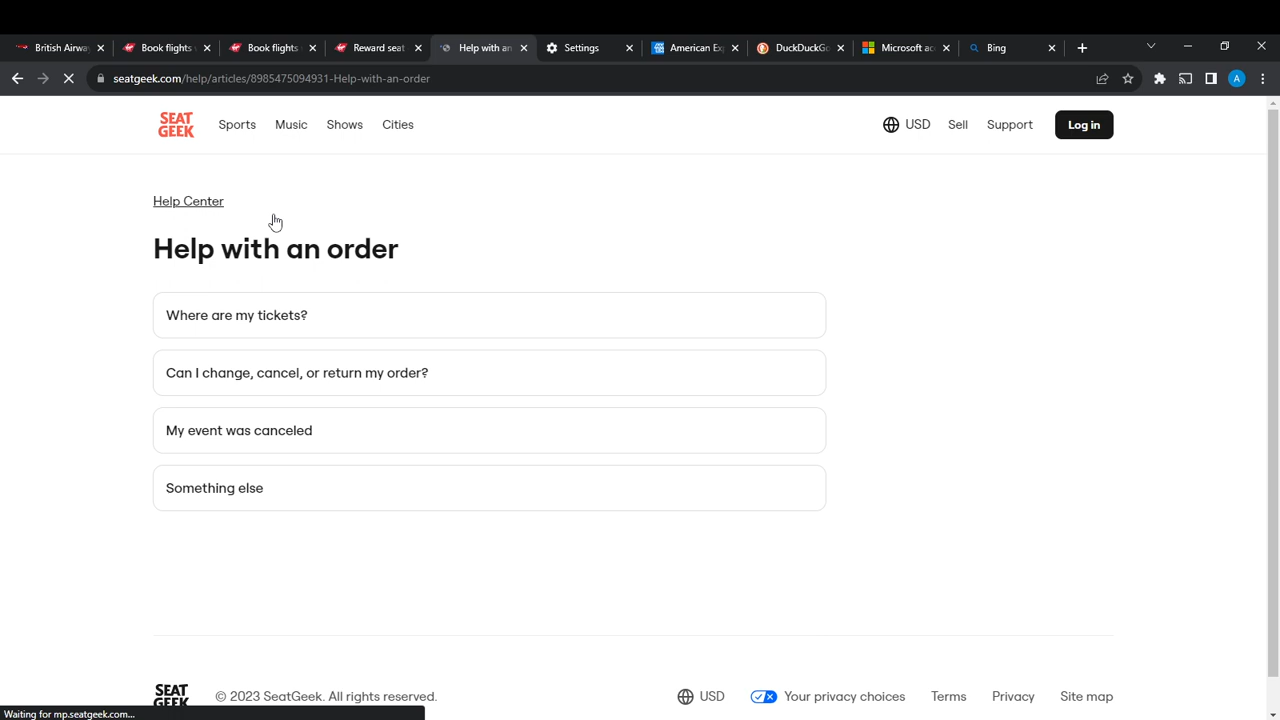 British Airway
Book flights v
Book flights
Reward seat
Help with an
Settings
American Exp
DuckDuckGo
Microsoft acc
Bing
seatgeek.com/help/articles/8985475094931-Help-with-an-order
A
SEAT GEEK
Sports
Music
Shows
Cities
USD
Sell
Support
Log in
Help Center
Help with an order
Where are my tickets?
Can I change, cancel, or return my order?
My event was canceled
Something else
SEAT GEEK
© 2023 SeatGeek. All rights reserved.
USD
Your privacy choices
Terms
Privacy
Site map
Waiting for mp.seatgeek.com...